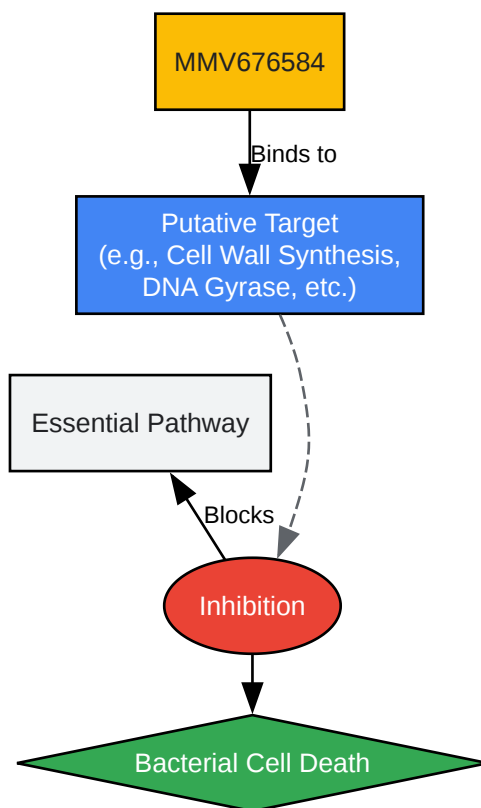 MMV676584
Binds to
Putative Target
(e.g., Cell Wall Synthesis,
DNA Gyrase, etc.)
Essential Pathway
Blocks
Inhibition
Bacterial Cell Death